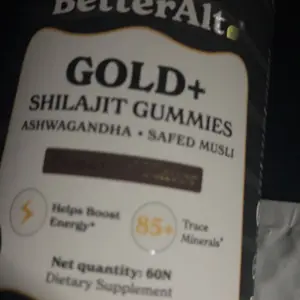 BetterAlt.
GOLD+
SHILAJIT GUMMIES
ASHWAGANDHA • SAFED MUSLI
Helps Boost
Energy*
85+
Trace
Minerals*
Net quantity: 60N
Dietary Supplement